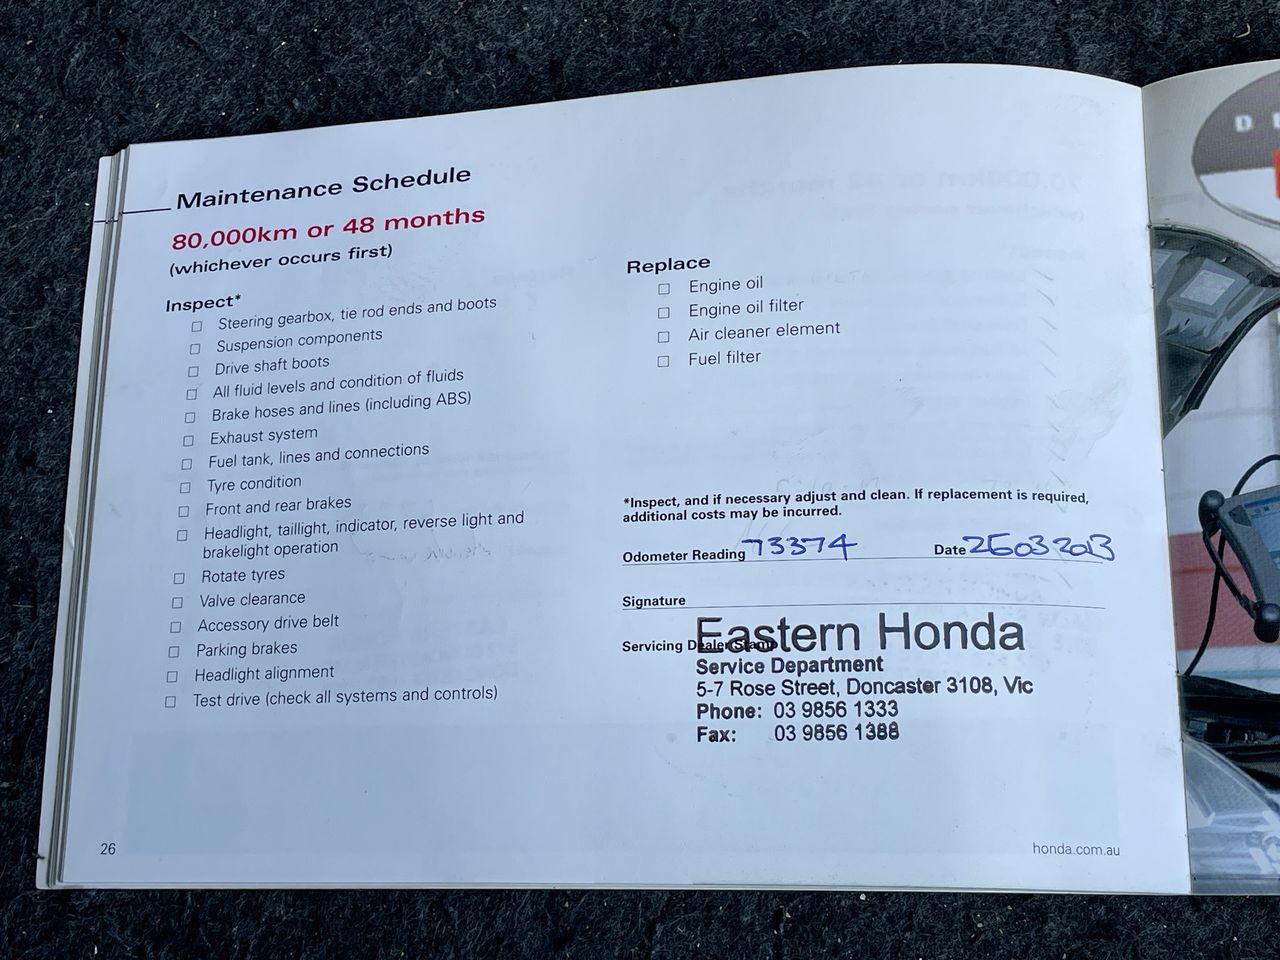 Maintenance Schedule
80,000km or 48 months
(whichever occurs first)
Inspect*
Steering gearbox, tie rod ends and boots
Suspension components
Drive shaft boots
All fluid levels and condition of fluids
Brake hoses and lines (including ABS)
Exhaust system
Fuel tank, lines and connections
Tyre condition
Front and rear brakes
Headlight, taillight, indicator, reverse light and
brakelight operation
Rotate tyres
Valve clearance
Accessory drive belt
Parking brakes
Headlight alignment
Test drive (check all systems and controls)
Replace
Engine oil
Engine oil filter
Air cleaner element
Fuel filter
*Inspect, and if necessary adjust and clean. If replacement is required,
additional costs may be incurred.
Odometer Reading 73374 Date
Signature
Servicing Dealer Stamp
Eastern Honda
Service Department
5-7 Rose Street, Doncaster 3108, Vic
Phone: 03 9856 1333
Fax: 03 9856 1388
26
honda.com.au